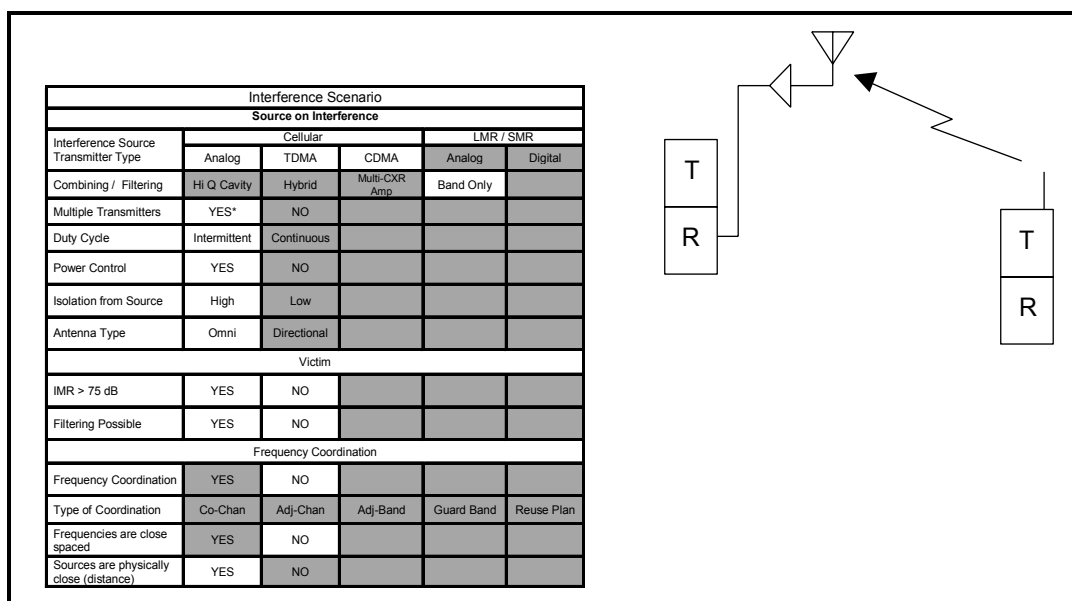 Interference Scenario
Source on Interference
Interference Source
Transmitter Type
Cellular
LMR / SMR
Analog
TDMA
CDMA
Analog
Digital
Combining / Filtering
Hi Q Cavity
Hybrid
Multi-CXR
Amp
Band Only
Multiple Transmitters
YES*
NO
Duty Cycle
Intermittent
Continuous
Power Control
YES
NO
Isolation from Source
High
Low
Antenna Type
Omni
Directional
Victim
IMR > 75 dB
YES
NO
Filtering Possible
YES
NO
Frequency Coordination
Frequency Coordination
YES
NO
Type of Coordination
Co-Chan
Adj-Chan
Adj-Band
Guard Band
Reuse Plan
Frequencies are close
spaced
YES
NO
Sources are physically
close (distance)
YES
NO
T
R
T
R